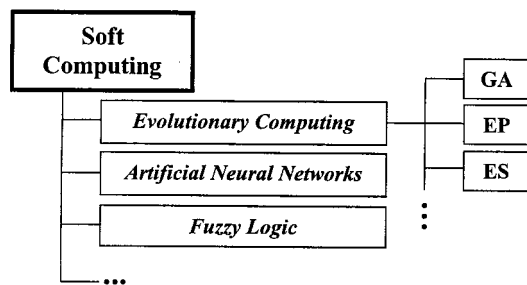 Soft
Computing
GA
Evolutionary Computing
EP
Artificial Neural Networks
ES
Fuzzy Logic
...
...